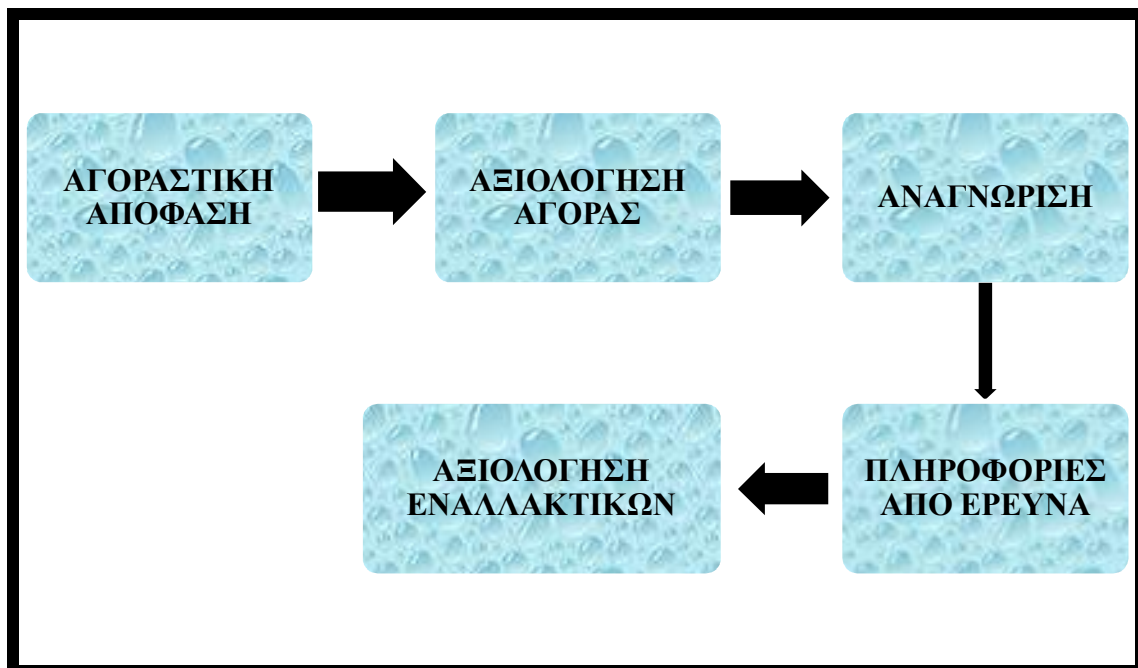 ΑΓΟΡΑΣΤΙΚΗ
ΑΠΟΦΑΣΗ
ΑΞΙΟΛΟΓΗΣΗ
ΑΓΟΡΑΣ
ΑΝΑΓΝΩΡΙΣΗ
ΠΛΗΡΟΦΟΡΙΕΣ
ΑΠΟ ΕΡΕΥΝΑ
ΑΞΙΟΛΟΓΗΣΗ
ΕΝΑΛΛΑΚΤΙΚΩΝ